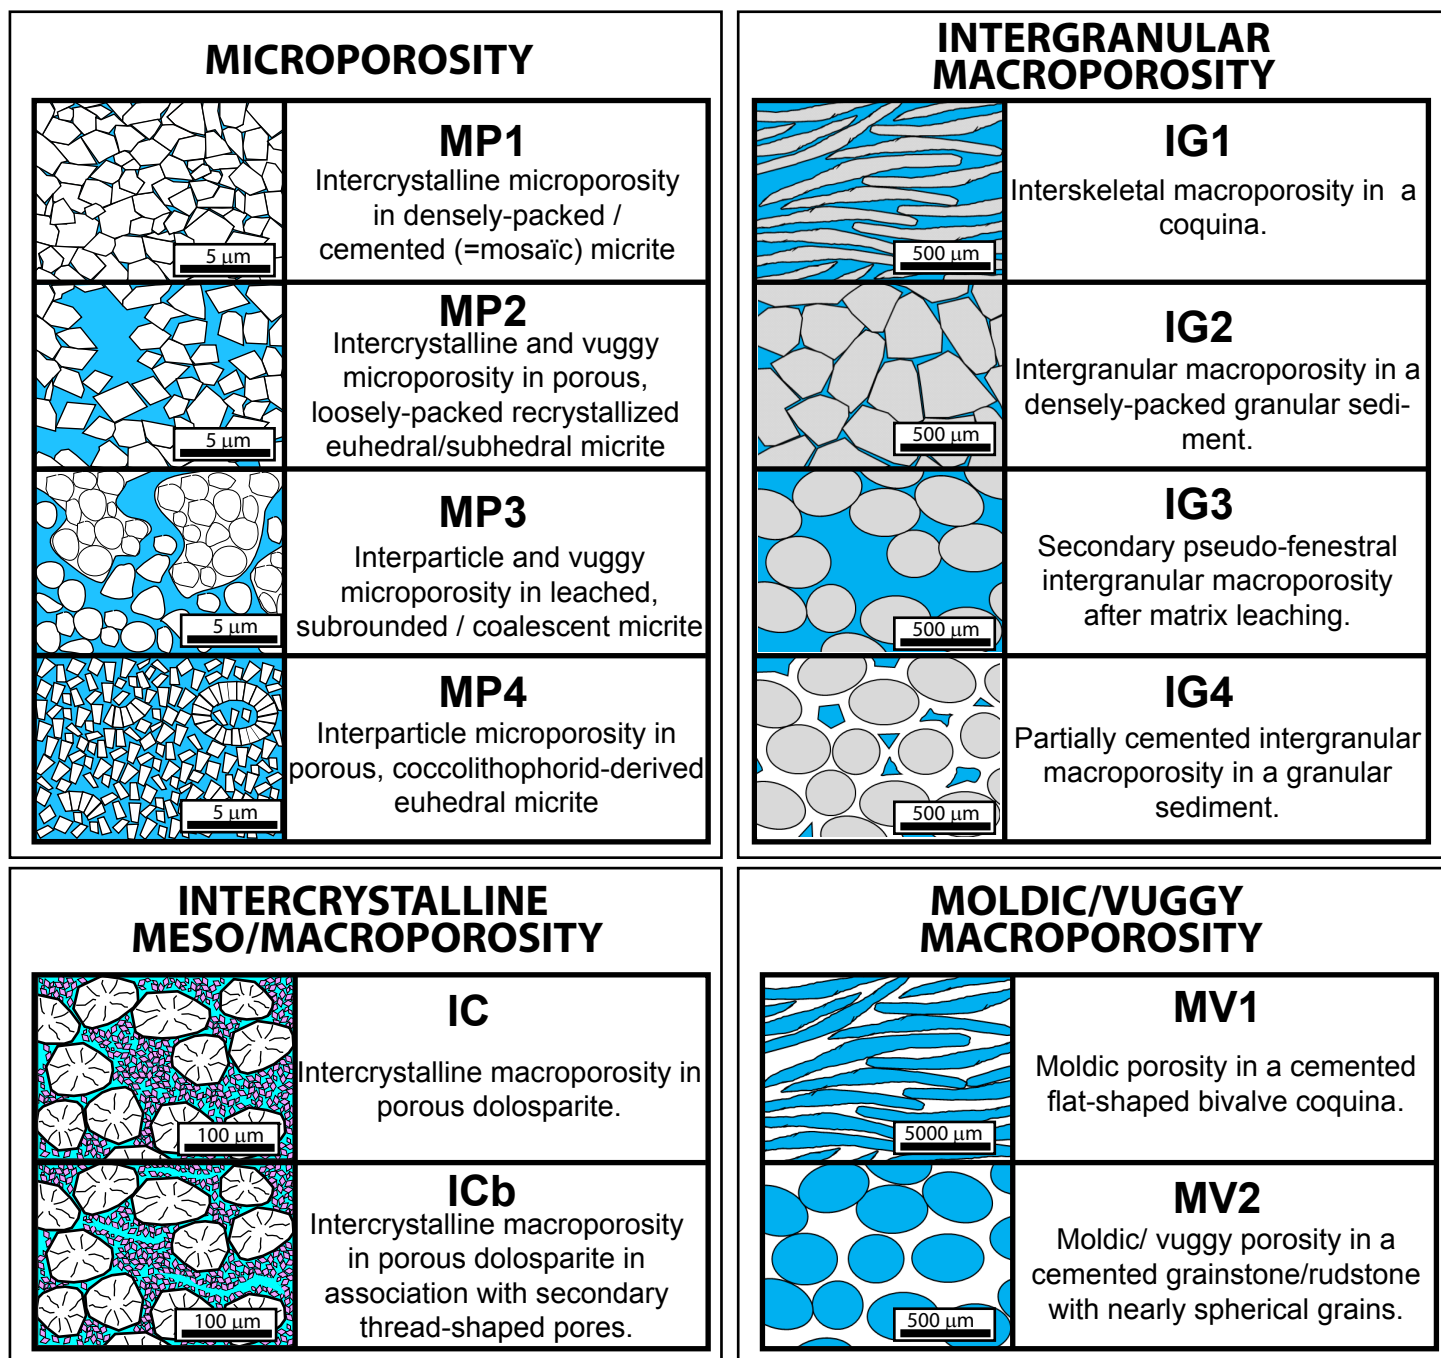 MICROPOROSITY
5 µm
MP1
Intercrystalline microporosity
in densely-packed /
cemented (=mosaïc) micrite
5 µm
MP2
Intercrystalline and vuggy
microporosity in porous,
loosely-packed recrystallized
euhedral/subhedral micrite
5 µm
MP3
Interparticle and vuggy
microporosity in leached,
subrounded / coalescent micrite
5 µm
MP4
Interparticle microporosity in
porous, coccolithophorid-derived
euhedral micrite
INTERGRANULAR
MACROPOROSITY
500 µm
IG1
Interskeletal macroporosity in a
coquina.
500 µm
IG2
Intergranular macroporosity in a
densely-packed granular sedi-
ment.
500 µm
IG3
Secondary pseudo-fenestral
intergranular macroporosity
after matrix leaching.
500 µm
IG4
Partially cemented intergranular
macroporosity in a granular
sediment.
INTERCRYSTALLINE
MESO/MACROPOROSITY
100 µm
IC
Intercrystalline macroporosity in
porous dolosparite.
100 µm
ICb
Intercrystalline macroporosity
in porous dolosparite in
association with secondary
thread-shaped pores.
MOLDIC/VUGGY
MACROPOROSITY
5000 µm
MV1
Moldic porosity in a cemented
flat-shaped bivalve coquina.
500 µm
MV2
Moldic/ vuggy porosity in a
cemented grainstone/rudstone
with nearly spherical grains.